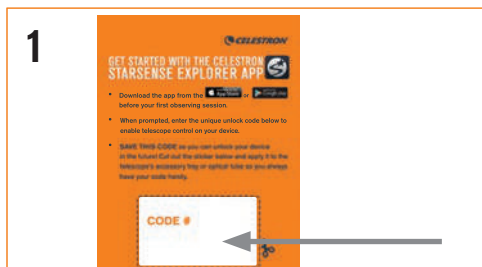 1
CELESTRON
GET STARTED WITH THE CELESTRON
STARSENSE EXPLORER APP
• Download the app from the App Store or Google play
before your first observing session.
• When prompted, enter the unique unlock code below to
enable telescope control on your device.
• SAVE THIS CODE so you can unlock your device
in the future! Cut out the sticker below and apply it to the
telescope's accessory tray or optical tube so you always
have your code handy.
CODE #